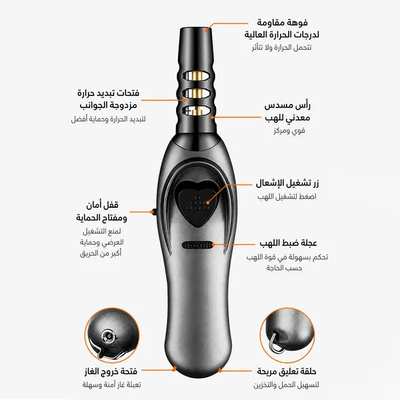 فوهة مقاومة
لدرجات الحرارة العالية
تتحمل الحرارة ولا تتأثر
فتحات تبديد حرارة
مزدوجة الجوانب
لتبديد الحرارة وحماية أفضل
رأس مسدس
معدني للهب
قوي ومركز
زر تشغيل الإشعال
اضغط لتشغيل اللهب
قفل أمان
ومفتاح الحماية
لمنع التشغيل
العرضي وحماية
أكبر من الحريق
عجلة ضبط اللهب
تحكم بسهولة في قوة اللهب
حسب الحاجة
حلقة تعليق مريحة
لتسهيل الحمل والتخزين
فتحة خروج الغاز
تعبئة غاز آمنة وسهلة